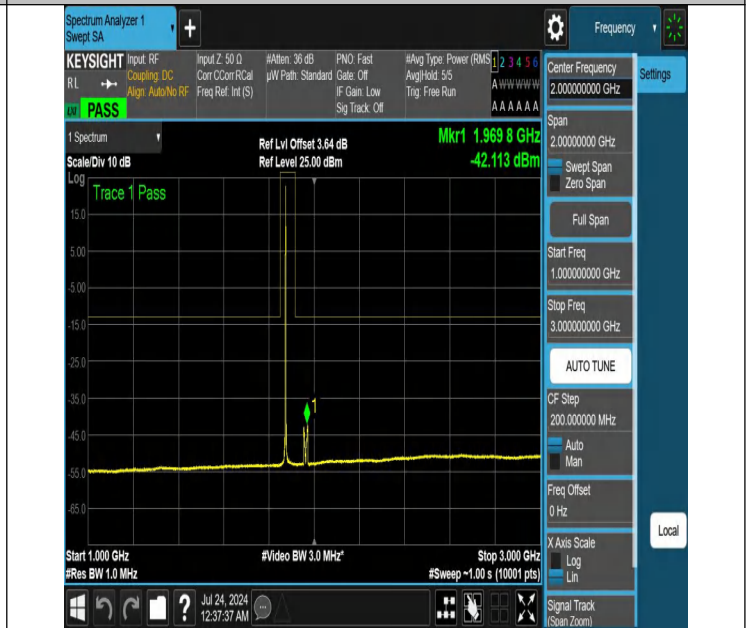 Spectrum Analyzer 1
Swept SA
Frequency
KEYSIGHT
RL
PASS
Input: RF
Coupling: DC
Align: Auto/No RF
Input Z: 50 Ω
Corr CCorr RCal
Freq Ref: Int (S)
#Atten: 36 dB
µW Path: Standard
PNO: Fast
Gate: Off
IF Gain: Low
Sig Track: Off
#Avg Type: Power (RMS
Avg|Hold: 5/5
Trig: Free Run
1 2 3 4 5 6
A W W W W W
A A A A A A
1 Spectrum
Scale/Div 10 dB
Ref Lvl Offset 3.64 dB
Ref Level 25.00 dBm
Mkr1 1.969 8 GHz
-42.113 dBm
Log
Trace 1 Pass
15.0
5.00
-5.00
-15.0
-25.0
-35.0
-45.0
-55.0
-65.0
1
Start 1.000 GHz
#Res BW 1.0 MHz
#Video BW 3.0 MHz*
Stop 3.000 GHz
#Sweep ~1.00 s (10001 pts)
Center Frequency
2.000000000 GHz
Settings
Span
2.00000000 GHz
Swept Span
Zero Span
Full Span
Start Freq
1.000000000 GHz
Stop Freq
3.000000000 GHz
AUTO TUNE
CF Step
200.000000 MHz
Auto
Man
Freq Offset
0 Hz
X Axis Scale
Log
Lin
Local
Signal Track
(Span Zoom)
?
Jul 24, 2024
12:37:37 AM